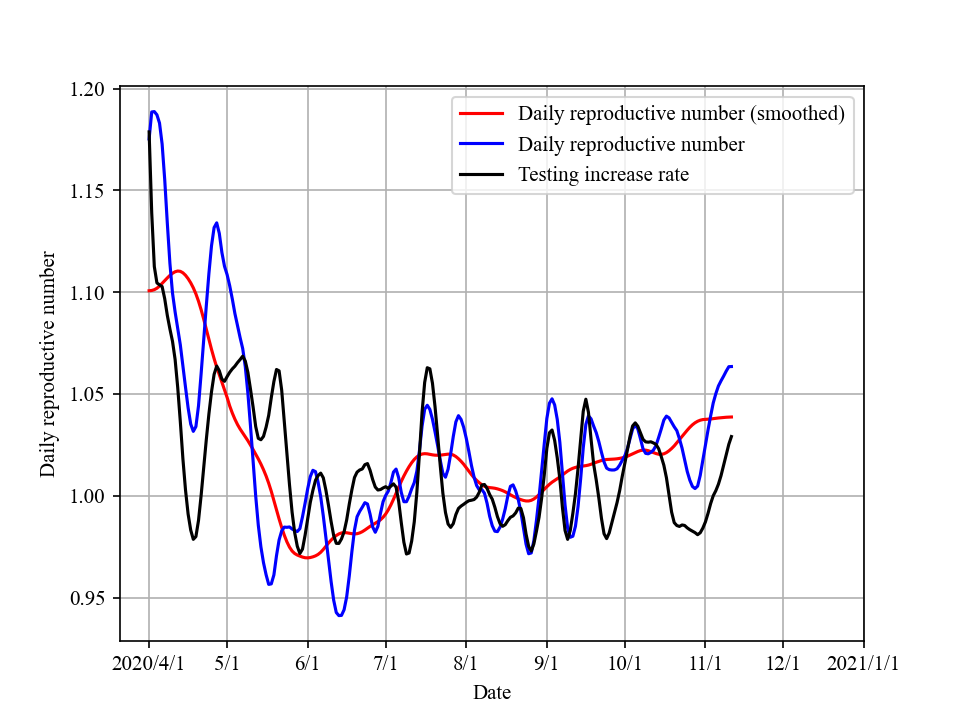 1.20
1.15
1.10
1.05
1.00
0.95
Daily reproductive number
Daily reproductive number (smoothed)
Daily reproductive number
Testing increase rate
2020/4/1 5/1 6/1 7/1 8/1 9/1 10/1 11/1 12/1 2021/1/1
Date